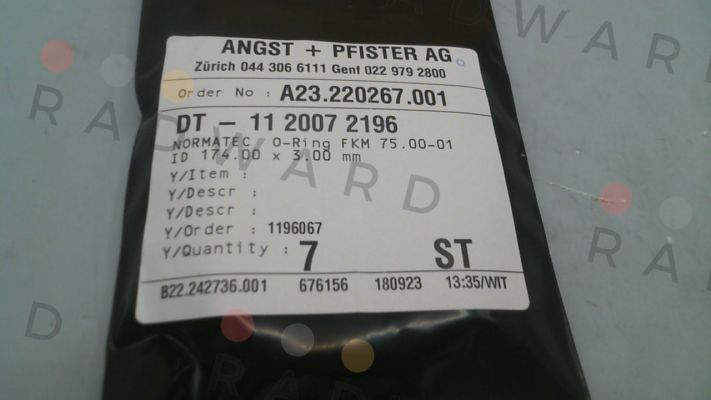 ANGST + PFISTER AG
Zürich 044 306 6111 Genf 022 979 2800
Order No : A23.220267.001
DT – 11 2007 2196
NORMATEC O-Ring FKM 75.00-01
ID 174.00 x 3.00 mm
Y/Item :
Y/Descr :
Y/Descr :
Y/Order : 1196067
Y/Quantity : 7 ST
B22.242736.001 676156 180923 13:35/WIT
RADWARD
RADWARD